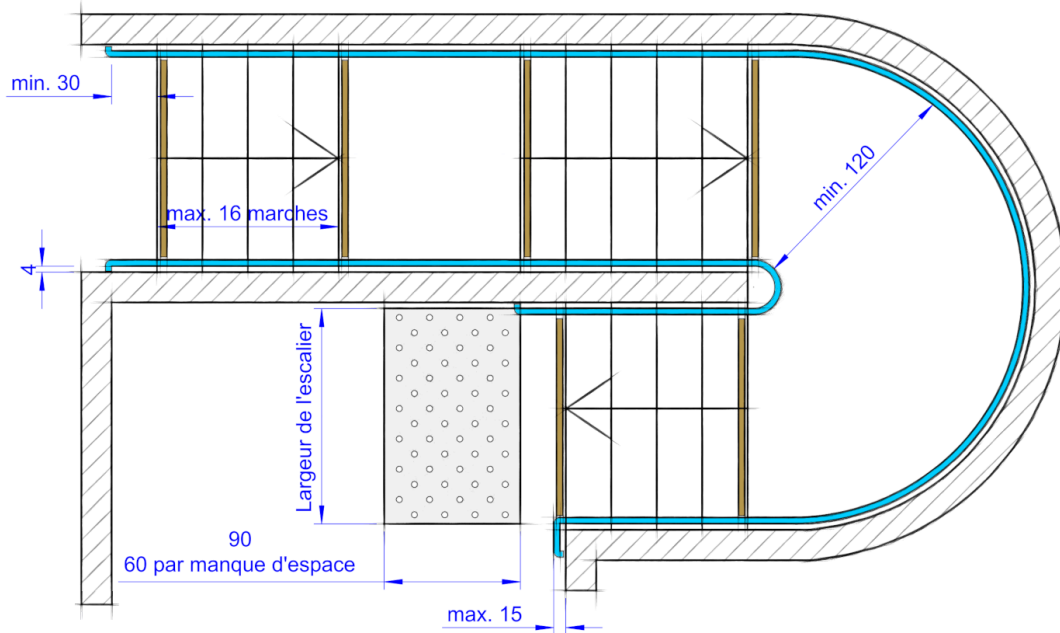 min. 30
max. 16 marches
min. 120
4
Largeur de l'escalier
90
60 par manque d'espace
max. 15